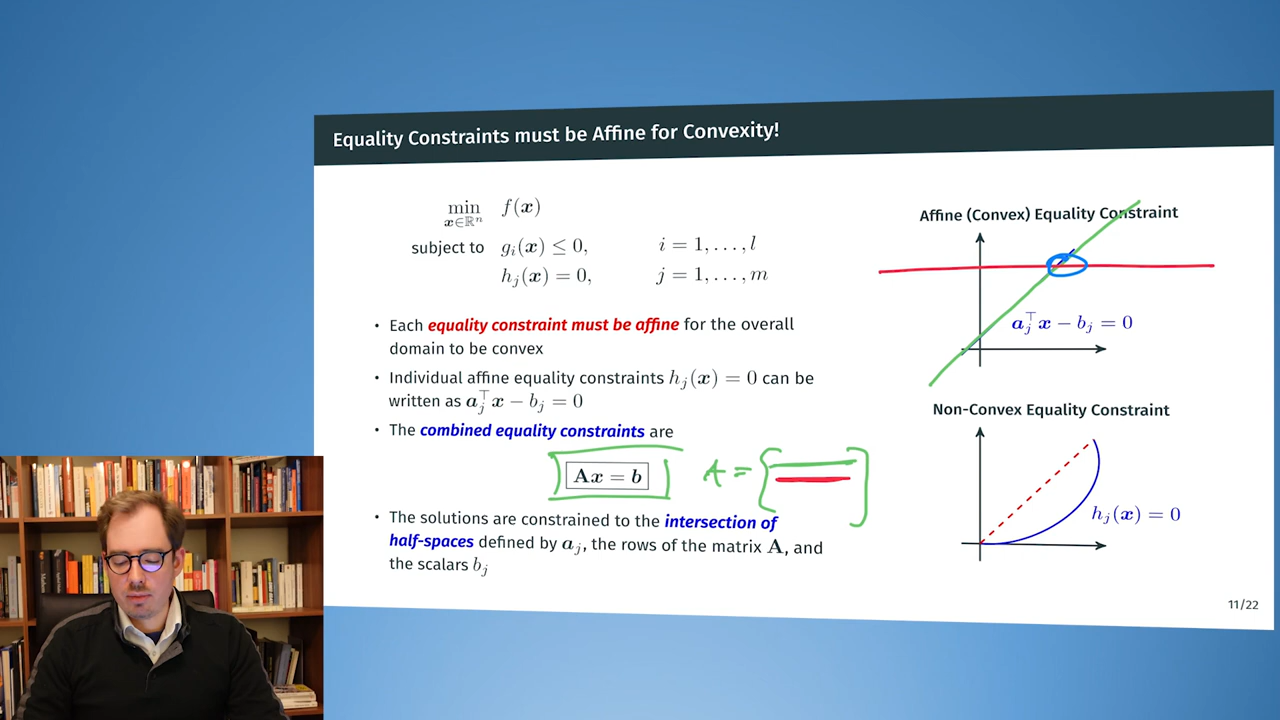 Equality Constraints must be Affine for Convexity!
min f(x)
x∈ℝⁿ
subject to gᵢ(x) ≤ 0, i = 1, . . . , l
hⱼ(x) = 0, j = 1, . . . , m
• Each equality constraint must be affine for the overall
domain to be convex
• Individual affine equality constraints hⱼ(x) = 0 can be
written as aⱼ⊤x − bⱼ = 0
• The combined equality constraints are
Ax = b
A =
• The solutions are constrained to the intersection of
half-spaces defined by aⱼ, the rows of the matrix A, and
the scalars bⱼ
Affine (Convex) Equality Constraint
aⱼ⊤x − bⱼ = 0
Non-Convex Equality Constraint
hⱼ(x) = 0
11/22